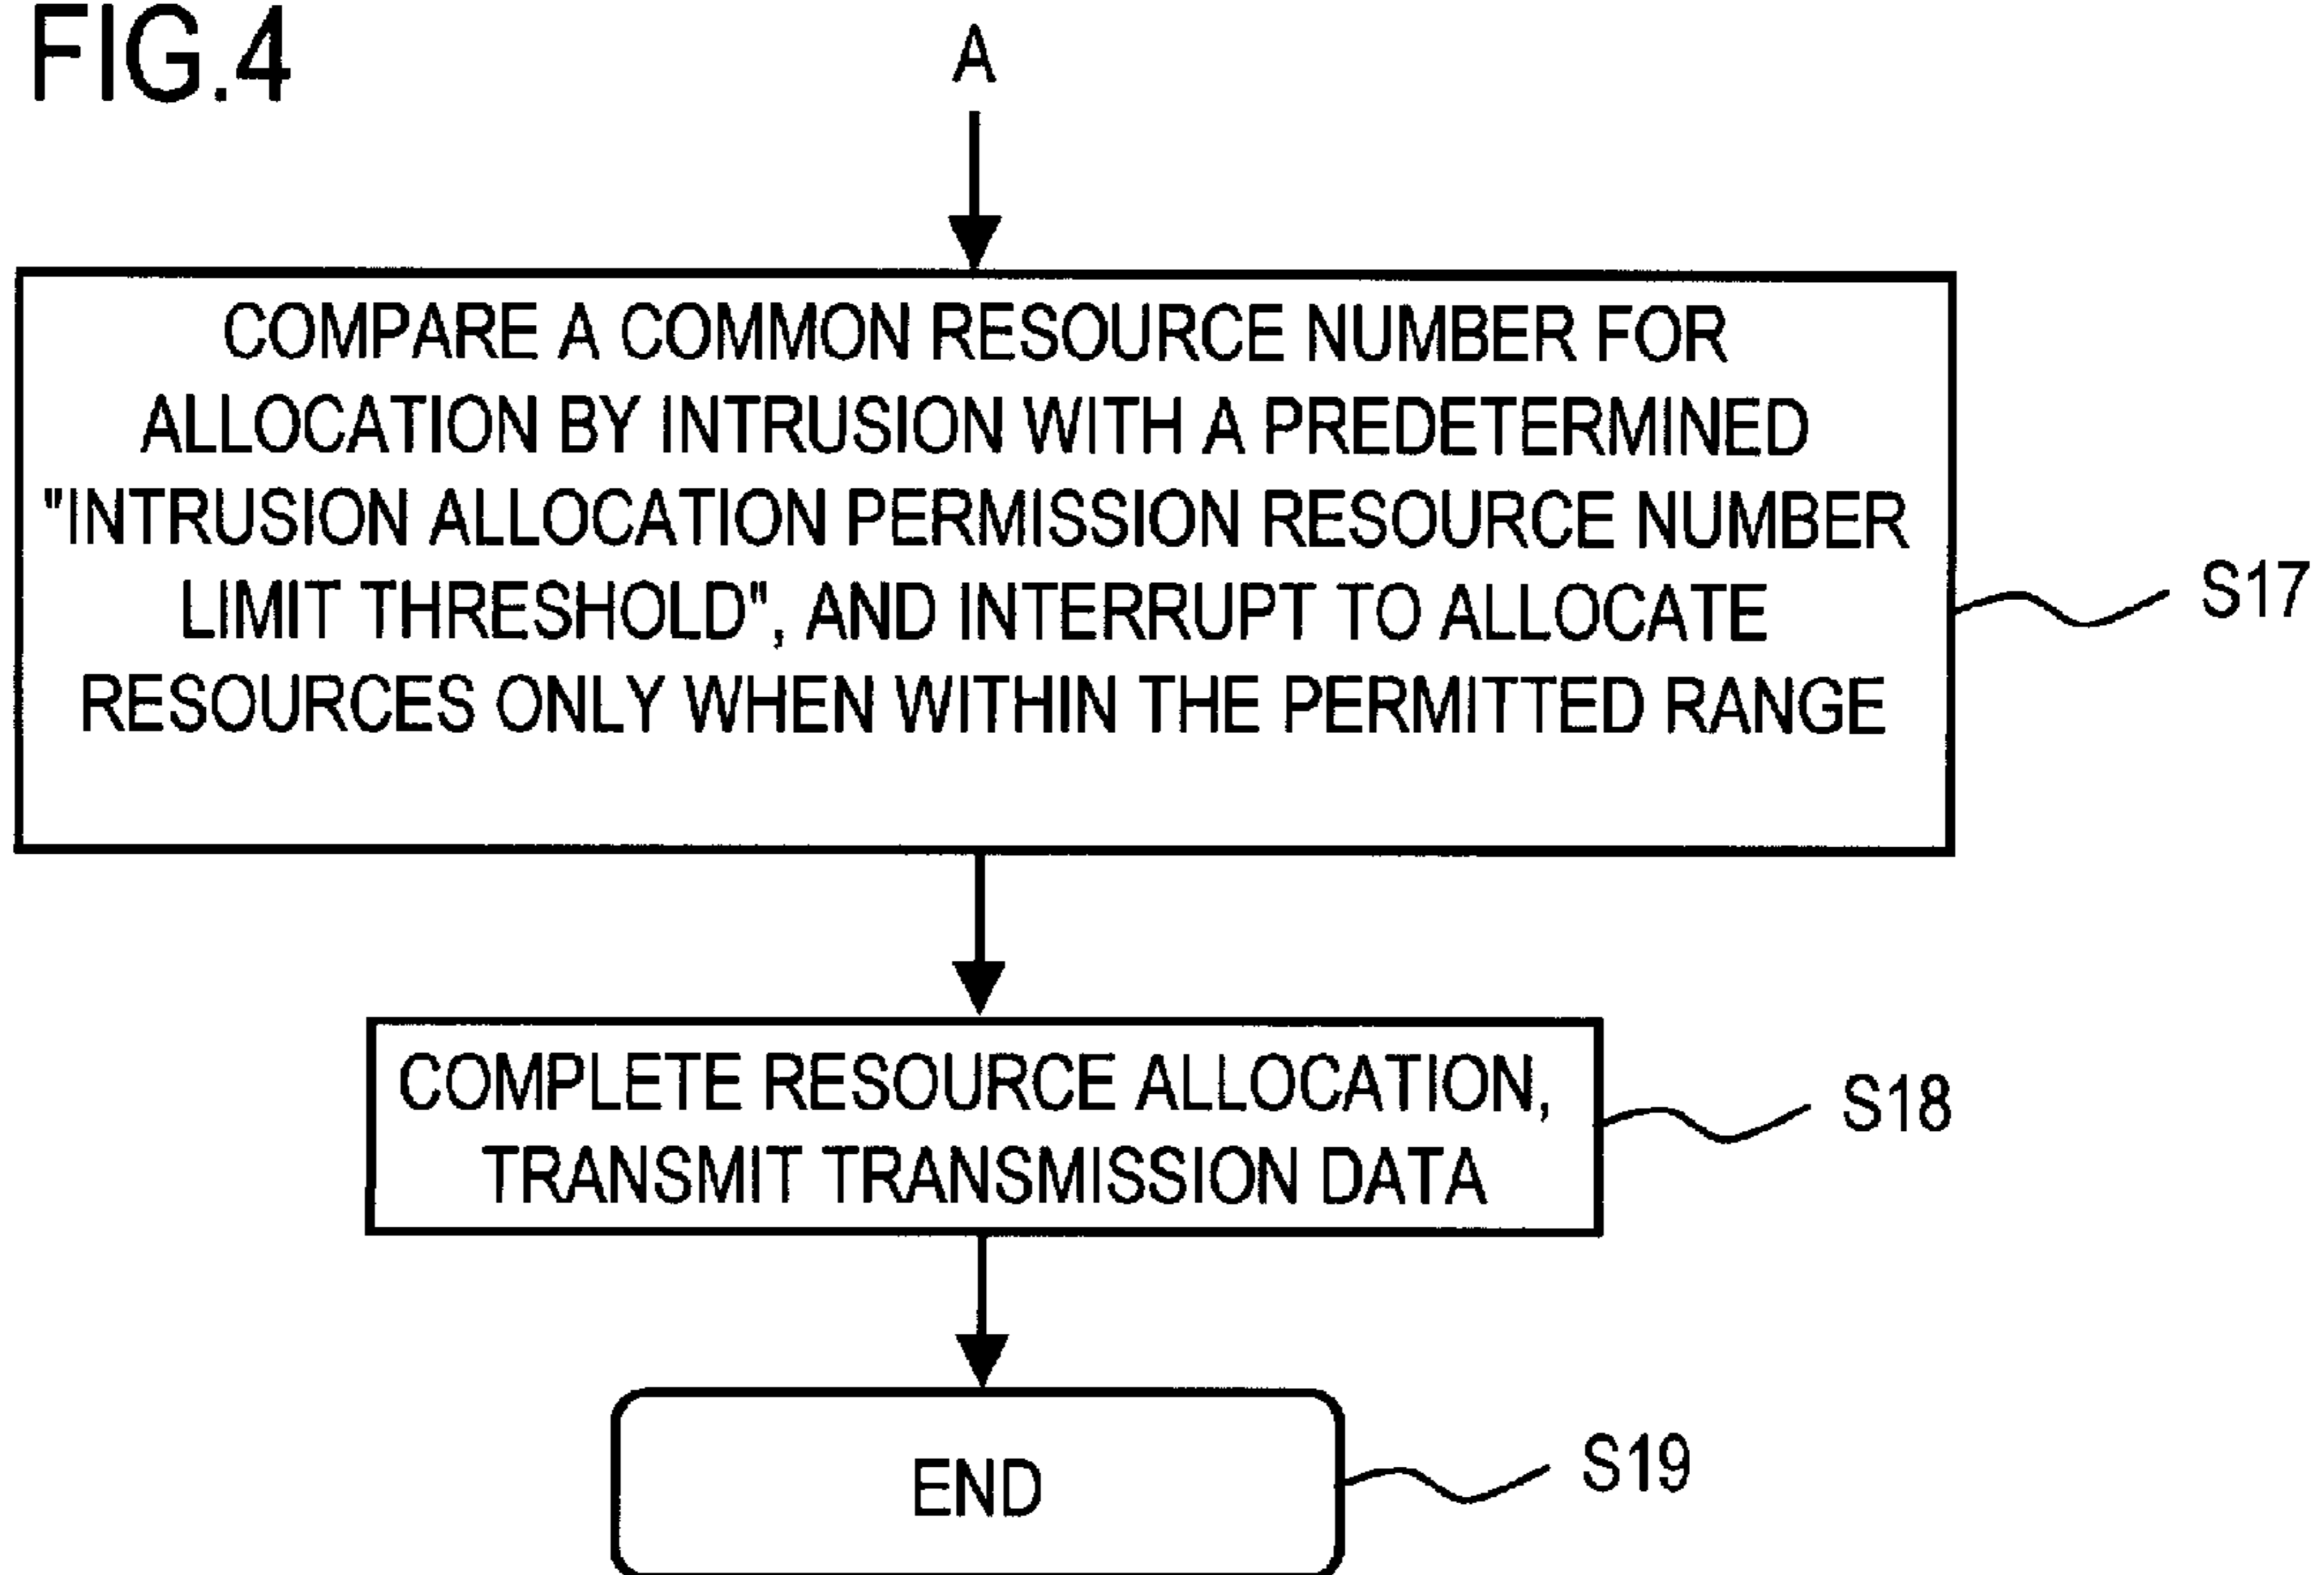 FIG.4
A
COMPARE A COMMON RESOURCE NUMBER FOR
ALLOCATION BY INTRUSION WITH A PREDETERMINED
"INTRUSION ALLOCATION PERMISSION RESOURCE NUMBER
LIMIT THRESHOLD", AND INTERRUPT TO ALLOCATE
RESOURCES ONLY WHEN WITHIN THE PERMITTED RANGE
S17
COMPLETE RESOURCE ALLOCATION,
TRANSMIT TRANSMISSION DATA
S18
END
S19